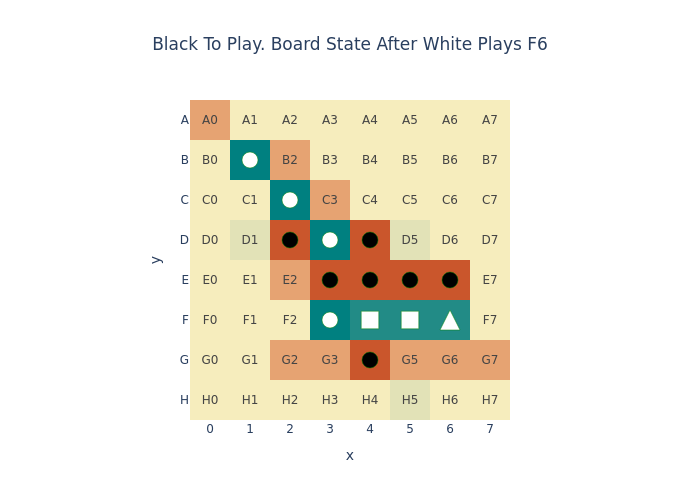 Black To Play. Board State After White Plays F6
A A0 A1 A2 A3 A4 A5 A6 A7
B B0 B2 B3 B4 B5 B6 B7
C C0 C1 C3 C4 C5 C6 C7
D D0 D1 D5 D6 D7
E E0 E1 E2 E7
F F0 F1 F2 F7
G G0 G1 G2 G3 G5 G6 G7
H H0 H1 H2 H3 H4 H5 H6 H7
0 1 2 3 4 5 6 7
x
y